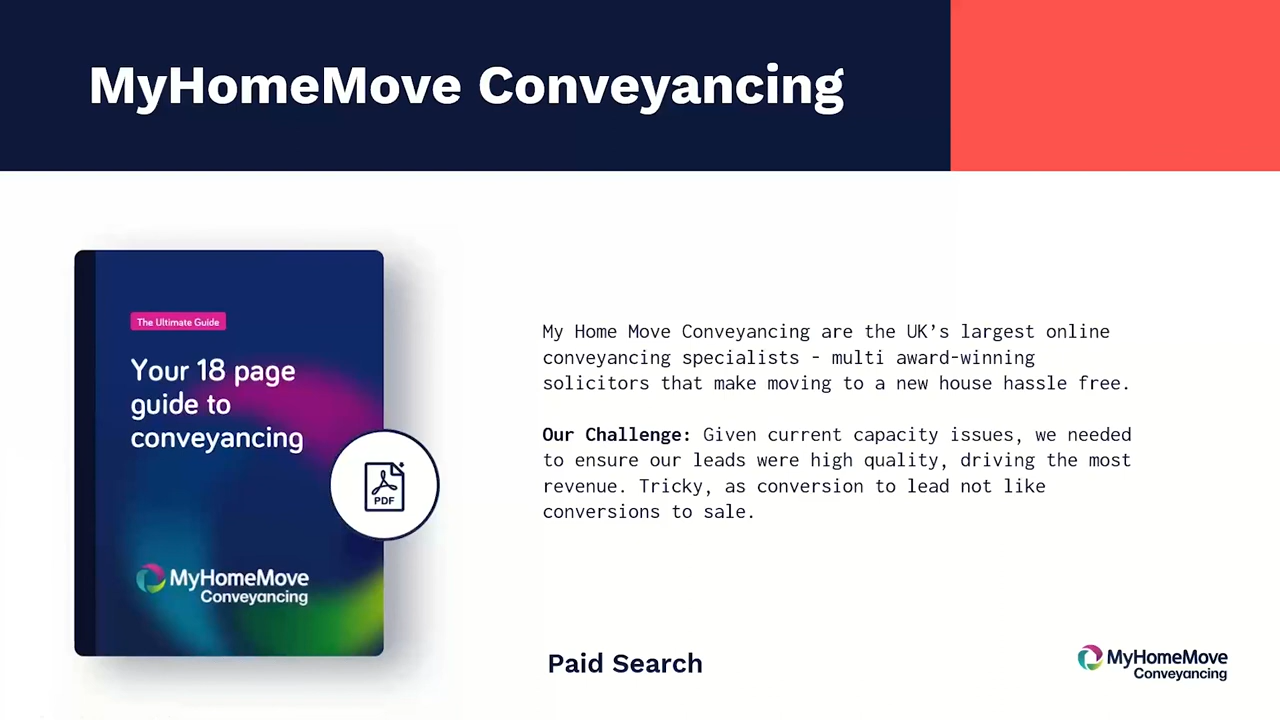 MyHomeMove Conveyancing
The Ultimate Guide
Your 18 page
guide to
conveyancing
PDF
MyHomeMove
Conveyancing
My Home Move Conveyancing are the UK’s largest online
conveyancing specialists - multi award-winning
solicitors that make moving to a new house hassle free.
Our Challenge: Given current capacity issues, we needed
to ensure our leads were high quality, driving the most
revenue. Tricky, as conversion to lead not like
conversions to sale.
Paid Search
MyHomeMove
Conveyancing